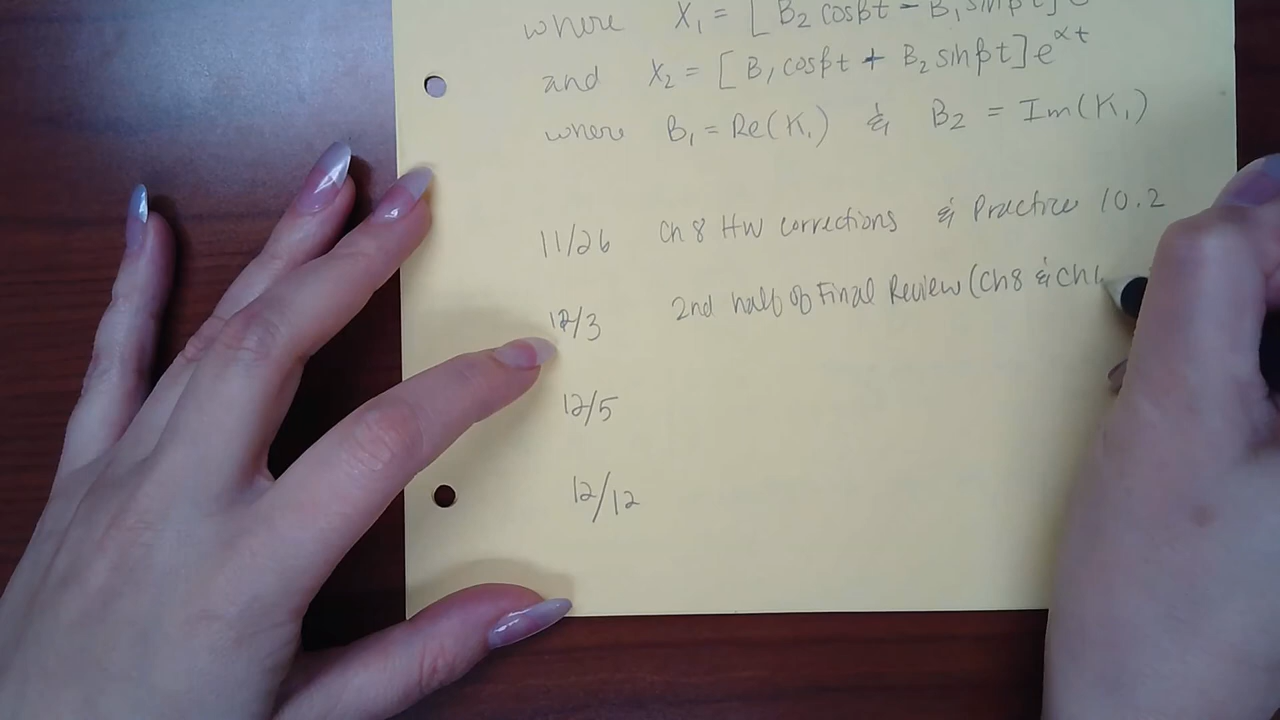 where X₁ = [ B₂ cosβt - B₁ sinβt ] e
and X₂ = [ B₁ cosβt + B₂ sinβt ] e^αt
where B₁ = Re(K₁) & B₂ = Im(K₁)
11/26 Ch 8 HW corrections & Practice 10.2
12/3 2nd half of Final Review (Ch8 & Ch1
12/5
12/12